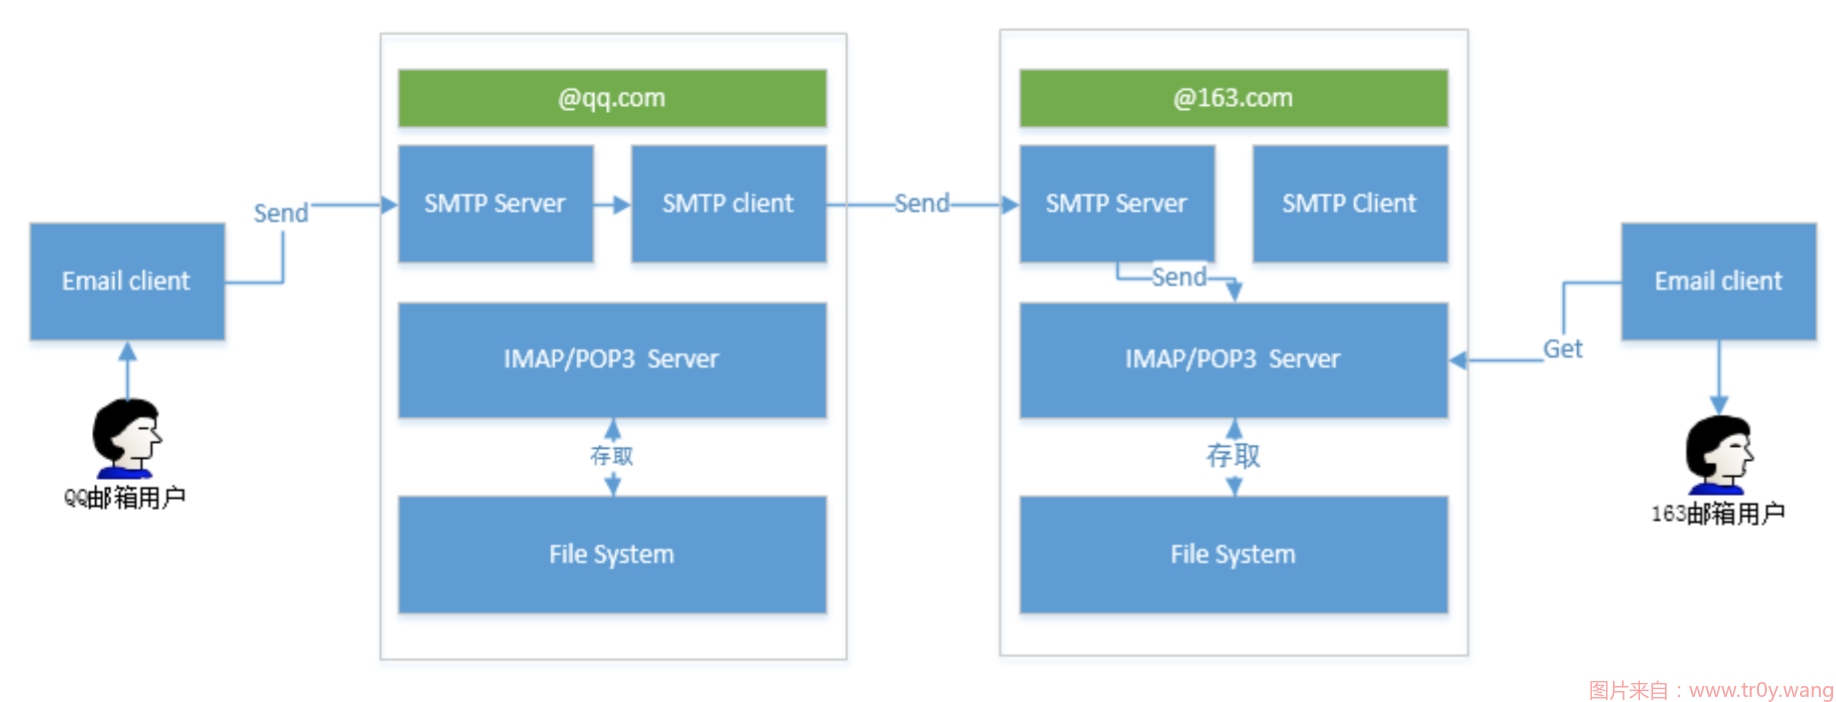 @qq.com
@163.com
SMTP Server
SMTP client
SMTP Server
SMTP Client
Send
Send
Send
Email client
Email client
IMAP/POP3  Server
IMAP/POP3  Server
Get
存取
存取
QQ邮箱用户
163邮箱用户
File System
File System
图片来自：www.tr0y.wang